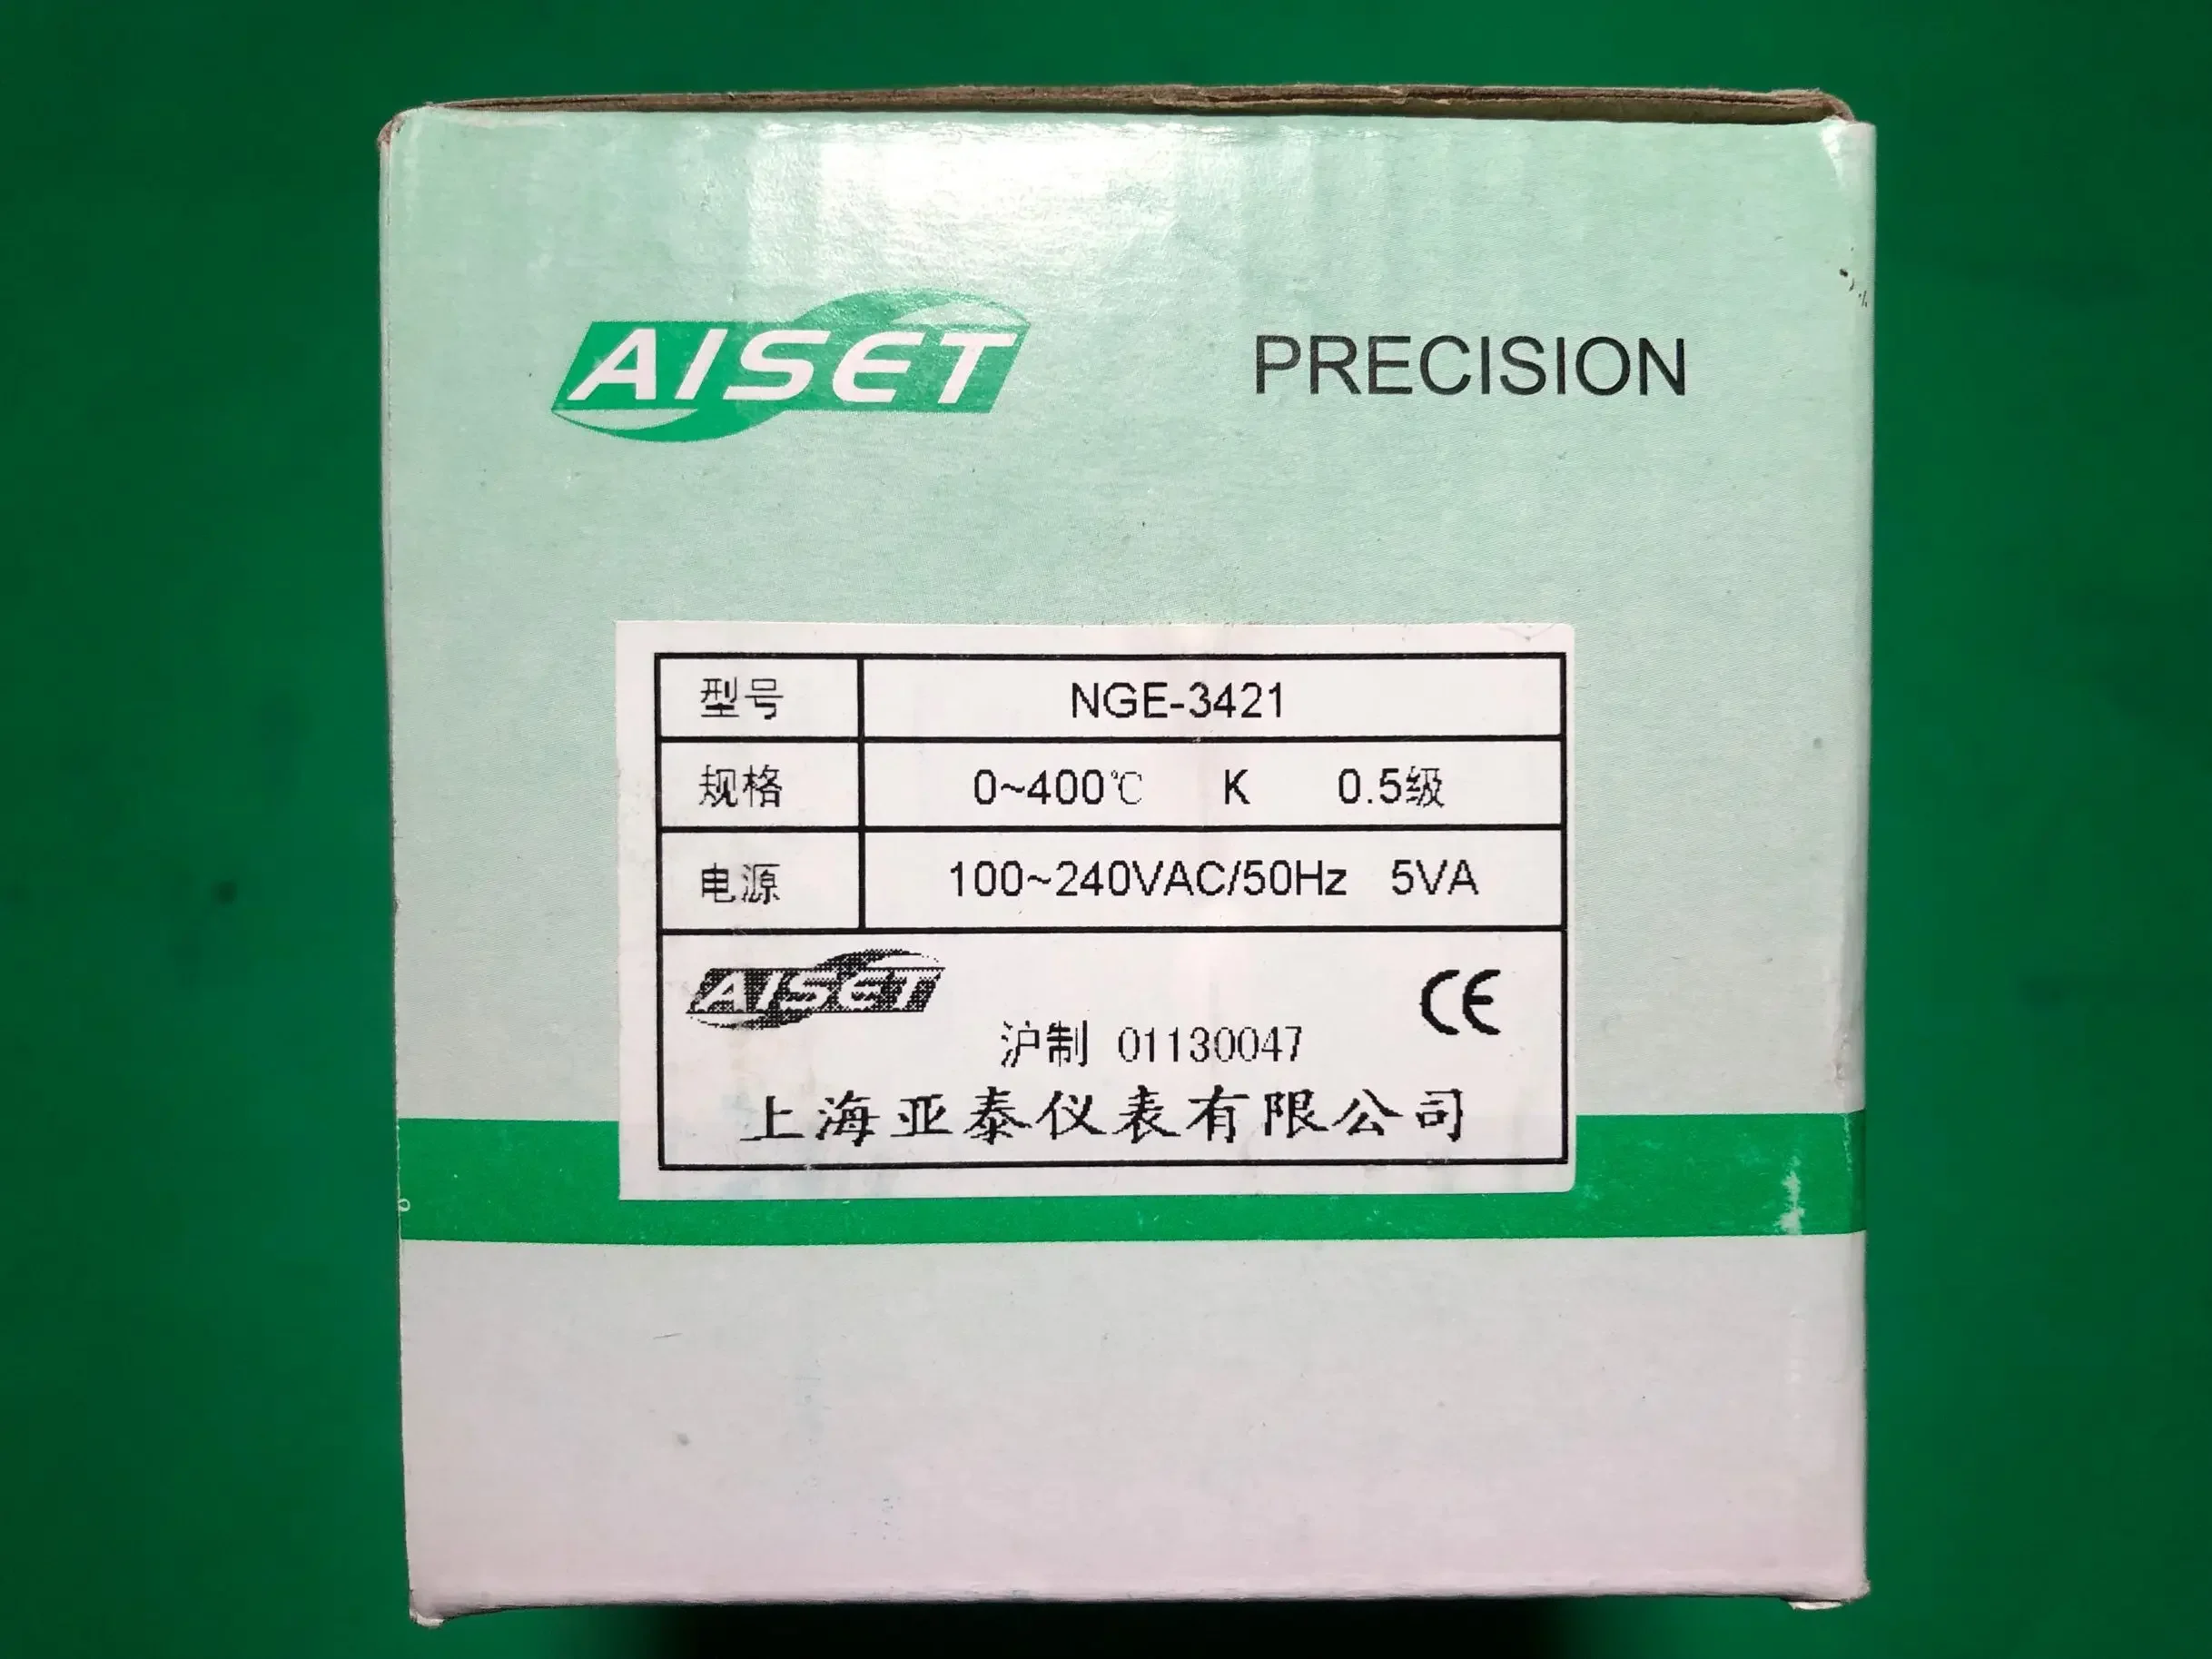 AISET PRECISION
型号 NGE-3421
规格 0~400℃ K 0.5级
电源 100~240VAC/50Hz 5VA
AISET CE
沪制 01130047
上海亚泰仪表有限公司